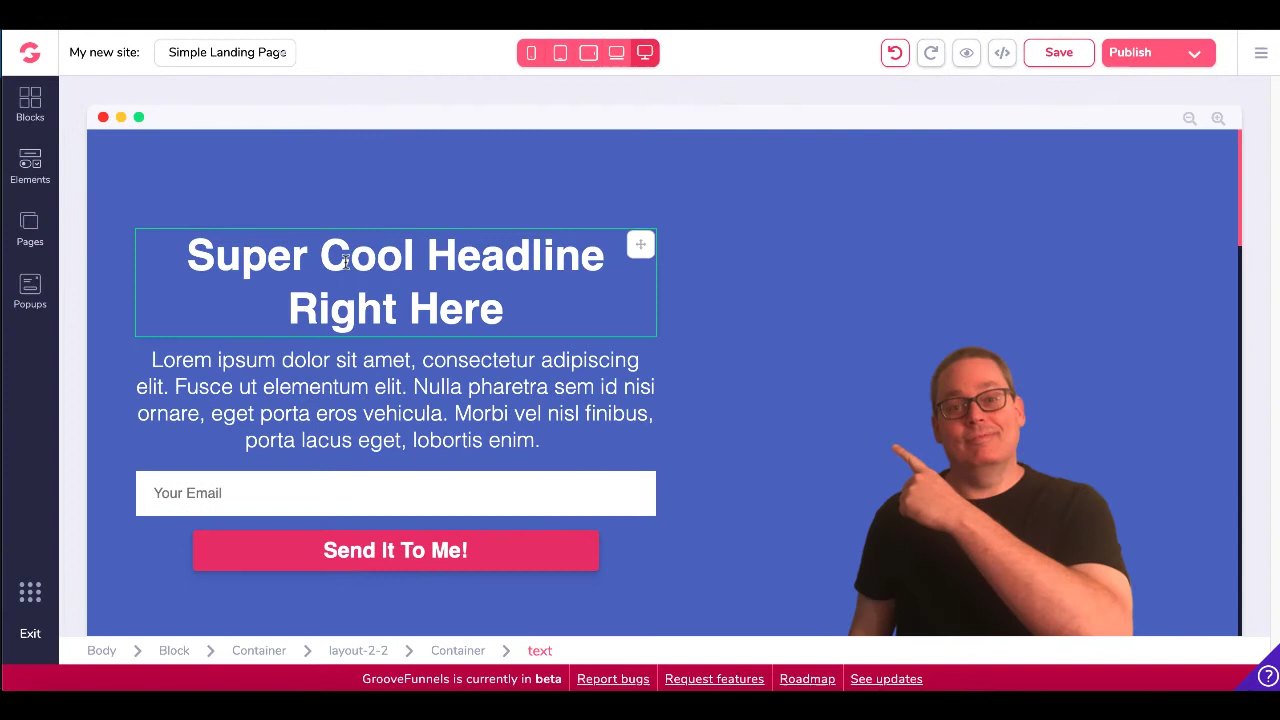 My new site:
Simple Landing Page
Save
Publish
Blocks
Elements
Pages
Popups
Exit
Super Cool Headline
Right Here
Lorem ipsum dolor sit amet, consectetur adipiscing
elit. Fusce ut elementum elit. Nulla pharetra sem id nisi
ornare, eget porta eros vehicula. Morbi vel nisl finibus,
porta lacus eget, lobortis enim.
Your Email
Send It To Me!
Body
Block
Container
layout-2-2
Container
text
GrooveFunnels is currently in beta
Report bugs
Request features
Roadmap
See updates